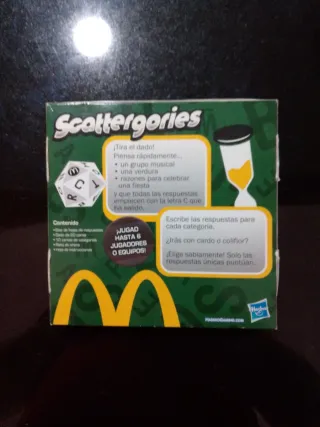 Scattergories
¡Tira el dado!
Piensa rápidamente...
• un grupo musical
• una verdura
• razones para celebrar
una fiesta
y que todas las respuestas
empiecen con la letra C que
ha salido.
C
R
Contenido
¡JUGAD
HASTA 6
JUGADORES
O EQUIPOS!
Escribe las respuestas para
cada categoría.
¿Irás con cardo o coliflor?
¡Elige sabiamente! Solo las
respuestas únicas puntúan.
Hasbro